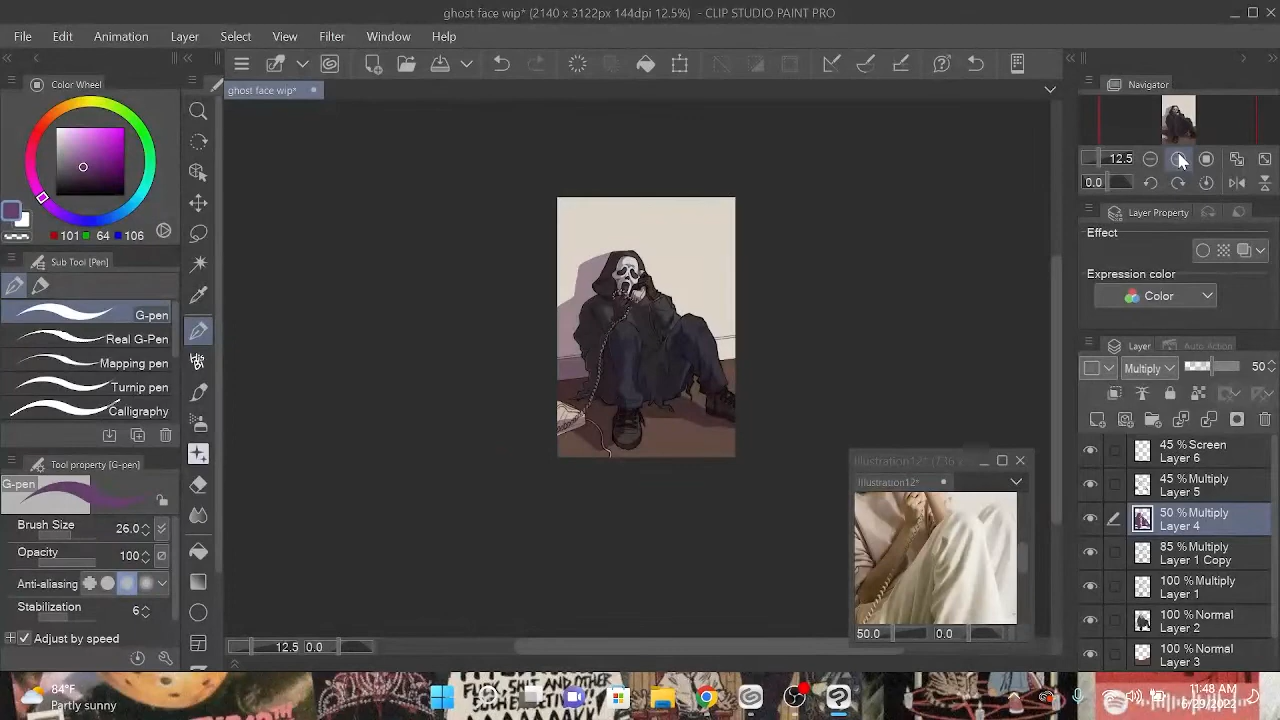 ghost face wip* (2140 x 3122px 144dpi 12.5%) - CLIP STUDIO PAINT PRO
File Edit Animation Layer Select View Filter Window Help
Color Wheel
101 64 106
Sub Tool [Pen]
G-pen
Real G-Pen
Mapping pen
Turnip pen
Calligraphy
Tool property [G-pen]
G-pen
Brush Size 26.0
Opacity 100
Anti-aliasing
Stabilization 6
Adjust by speed
ghost face wip*
12.5 0.0
Illustration12*
Illustration12*
50.0 0.0
Navigator
12.5
0.0
Layer Property
Effect
Expression color
Color
Layer Auto Action
Multiply 50
45 % Screen
Layer 6
45 % Multiply
Layer 5
50 % Multiply
Layer 4
85 % Multiply
Layer 1 Copy
100 % Multiply
Layer 1
100 % Normal
Layer 2
100 % Normal
Layer 3
84°F
Partly sunny
11:48 AM